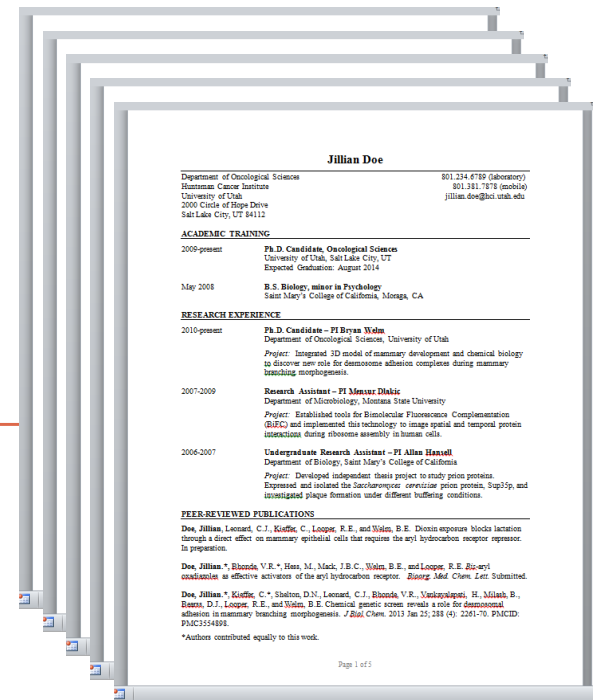 Jillian Doe
Department of Oncological Sciences 801.234.6789 (laboratory)
Huntsman Cancer Institute 801.381.7878 (mobile)
University of Utah jillian.doe@hci.utah.edu
2000 Circle of Hope Drive
Salt Lake City, UT 84112
ACADEMIC TRAINING
2009-present Ph.D. Candidate, Oncological Sciences
University of Utah, Salt Lake City, UT
Expected Graduation: August 2014
May 2008 B.S. Biology, minor in Psychology
Saint Mary's College of California, Moraga, CA
RESEARCH EXPERIENCE
2010-present Ph.D. Candidate – PI Bryan Welm
Department of Oncological Sciences, University of Utah
Project: Integrated 3D model of mammary development and chemical biology
to discover new role for desmosome adhesion complexes during mammary
branching morphogenesis.
2007-2009 Research Assistant – PI Mensur Dlakic
Department of Microbiology, Montana State University
Project: Established tools for Bimolecular Fluorescence Complementation
(BiFC) and implemented this technology to image spatial and temporal protein
interactions during ribosome assembly in human cells.
2006-2007 Undergraduate Research Assistant – PI Allan Hansell
Department of Biology, Saint Mary's College of California
Project: Developed independent thesis project to study prion proteins.
Expressed and isolated the Saccharomyces cerevisiae prion protein, Sup35p, and
investigated plaque formation under different buffering conditions.
PEER-REVIEWED PUBLICATIONS
Doe, Jillian, Leonard, C.J., Kieffer, C., Looper, R.E., and Welm, B.E. Dioxin exposure blocks lactation
through a direct effect on mammary epithelial cells that requires the aryl hydrocarbon receptor repressor.
In preparation.
Doe, Jillian.*, Bhonde, V.R.*, Hess, M., Mack, J.B.C., Welm, B.E., and Looper, R.E. Bis-aryl
oxadiazoles as effective activators of the aryl hydrocarbon receptor. Bioorg. Med. Chem. Lett. Submitted.
Doe, Jillian.*, Kieffer, C.*, Shelton, D.N., Leonard, C.J., Bhonde, V.R., Vankayalapati, H., Milash, B.,
Bearss, D.J., Looper, R.E., and Welm, B.E. Chemical genetic screen reveals a role for desmosomal
adhesion in mammary branching morphogenesis. J Biol Chem. 2013 Jan 25; 288 (4): 2261-70. PMCID:
PMC3554898.
*Authors contributed equally to this work.
Page 1 of 5